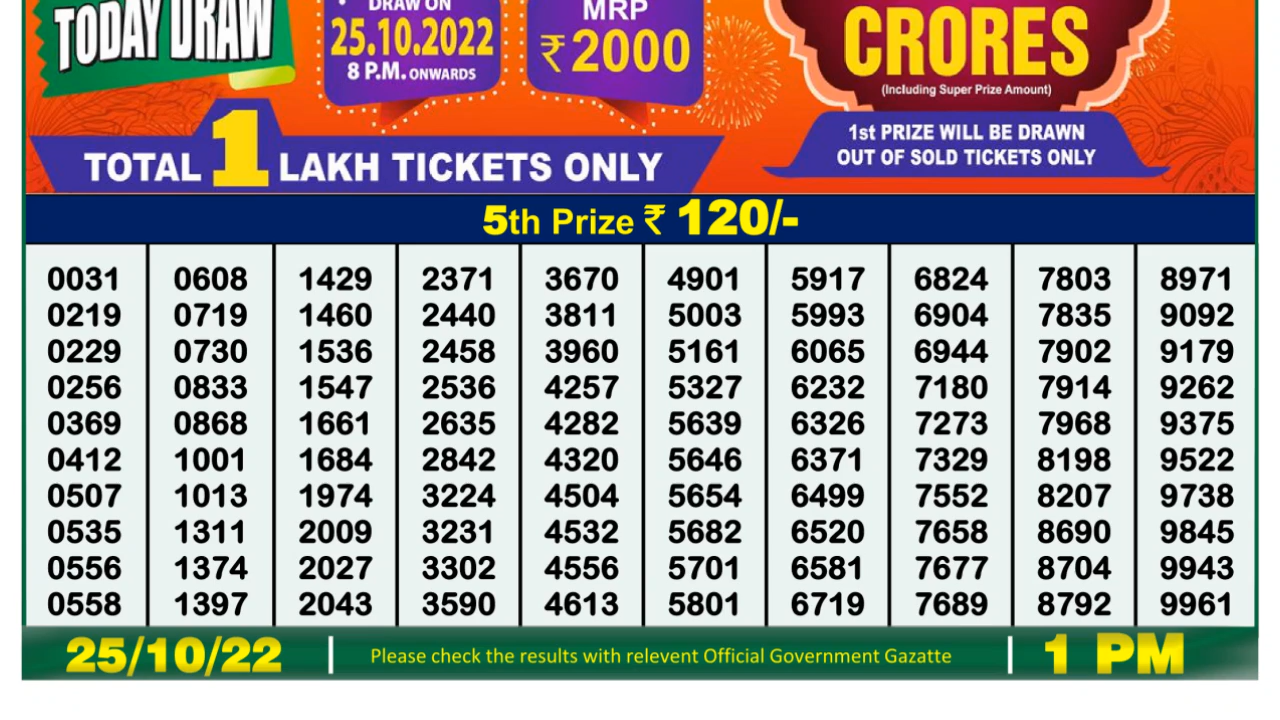 TODAY DRAW
• DRAW ON
25.10.2022
8 P.M. ONWARDS
MRP
₹2000
CRORES
(Including Super Prize Amount)
1st PRIZE WILL BE DRAWN
OUT OF SOLD TICKETS ONLY
TOTAL 1 LAKH TICKETS ONLY
5th Prize ₹ 120/-
0031 0608 1429 2371 3670 4901 5917 6824 7803 8971
0219 0719 1460 2440 3811 5003 5993 6904 7835 9092
0229 0730 1536 2458 3960 5161 6065 6944 7902 9179
0256 0833 1547 2536 4257 5327 6232 7180 7914 9262
0369 0868 1661 2635 4282 5639 6326 7273 7968 9375
0412 1001 1684 2842 4320 5646 6371 7329 8198 9522
0507 1013 1974 3224 4504 5654 6499 7552 8207 9738
0535 1311 2009 3231 4532 5682 6520 7658 8690 9845
0556 1374 2027 3302 4556 5701 6581 7677 8704 9943
0558 1397 2043 3590 4613 5801 6719 7689 8792 9961
25/10/22 | Please check the results with relevent Official Government Gazatte | 1 PM